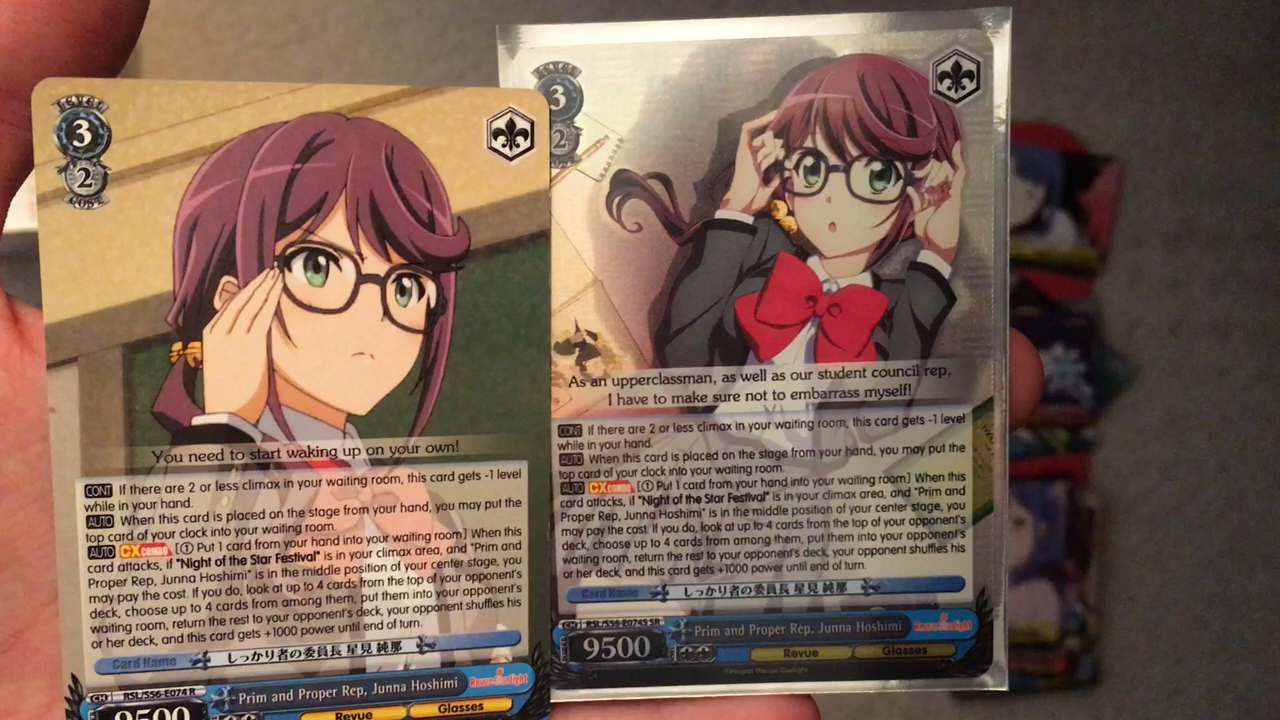 LEVEL
3
2
COST
You need to start waking up on your own!
CONT If there are 2 or less climax in your waiting room, this card gets -1 level
while in your hand.
AUTO When this card is placed on the stage from your hand, you may put the
top card of your clock into your waiting room.
AUTO CXCOMBO [① Put 1 card from your hand into your waiting room] When this
card attacks, if "Night of the Star Festival" is in your climax area, and "Prim and
Proper Rep, Junna Hoshimi" is in the middle position of your center stage, you
may pay the cost. If you do, look at up to 4 cards from the top of your opponent's
deck, choose up to 4 cards from among them, put them into your opponent's
waiting room, return the rest to your opponent's deck, your opponent shuffles his
or her deck, and this card gets +1000 power until end of turn.
Card Name しっかり者の委員長 星見 純那
CH RSL/S56-E074 R
Prim and Proper Rep, Junna Hoshimi
Revue Starlight
9500
Revue
Glasses
LEVEL
3
2
As an upperclassman, as well as our student council rep,
I have to make sure not to embarrass myself!
CONT If there are 2 or less climax in your waiting room, this card gets -1 level
while in your hand.
AUTO When this card is placed on the stage from your hand, you may put the
top card of your clock into your waiting room.
AUTO CXCOMBO [① Put 1 card from your hand into your waiting room] When this
card attacks, if "Night of the Star Festival" is in your climax area, and "Prim and
Proper Rep, Junna Hoshimi" is in the middle position of your center stage, you
may pay the cost. If you do, look at up to 4 cards from the top of your opponent's
deck, choose up to 4 cards from among them, put them into your opponent's
waiting room, return the rest to your opponent's deck, your opponent shuffles his
or her deck, and this card gets +1000 power until end of turn.
Card Name しっかり者の委員長 星見 純那
CH RSL/S56-E074S SR
Prim and Proper Rep, Junna Hoshimi
Revue Starlight
9500
Revue
Glasses
©Project Revue Starlight